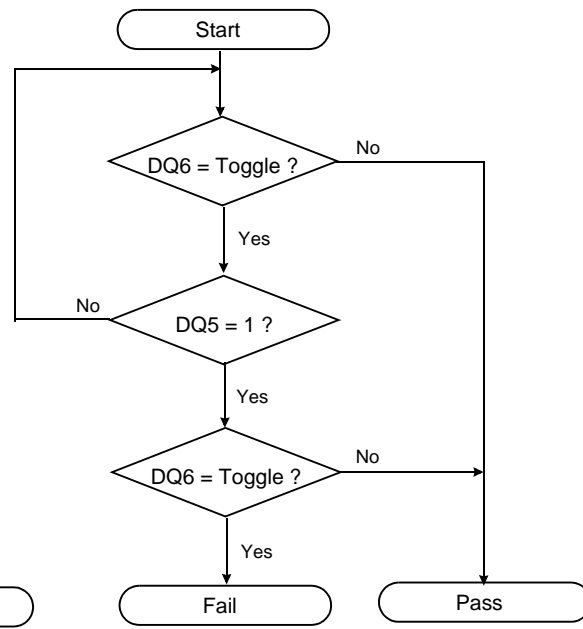 Start
DQ6 = Toggle ?
No
Yes
No
DQ5 = 1 ?
Yes
DQ6 = Toggle ?
No
Yes
Fail
Pass